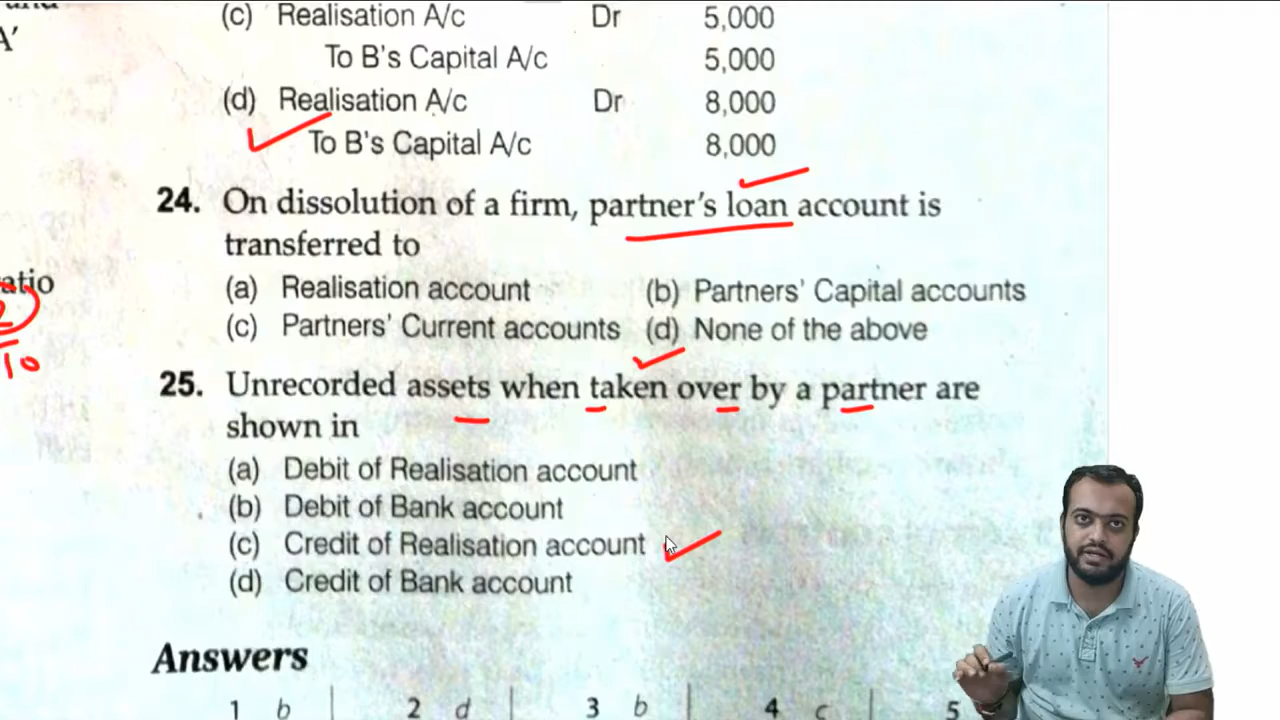 A'
(c) Realisation A/c Dr 5,000
To B's Capital A/c 5,000
(d) Realisation A/c Dr 8,000
To B's Capital A/c 8,000
24. On dissolution of a firm, partner's loan account is
transferred to
(a) Realisation account (b) Partners' Capital accounts
(c) Partners' Current accounts (d) None of the above
atio
2
10
25. Unrecorded assets when taken over by a partner are
shown in
(a) Debit of Realisation account
(b) Debit of Bank account
(c) Credit of Realisation account
(d) Credit of Bank account
Answers
1 b 2 d 3 b 4 c 5